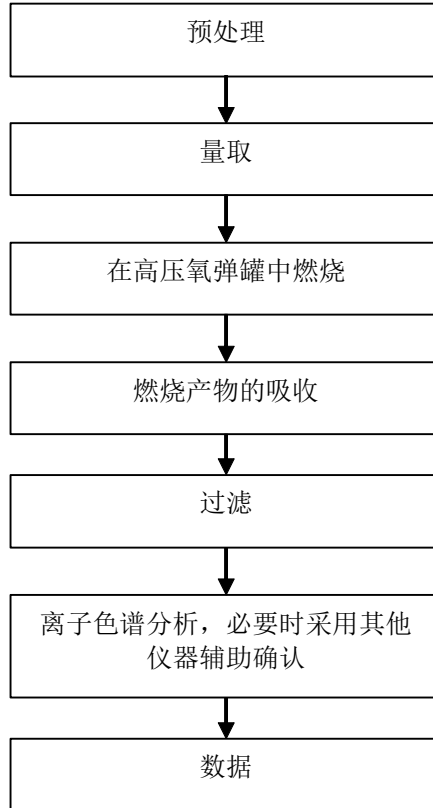 预处理
量取
在高压氧弹罐中燃烧
燃烧产物的吸收
过滤
离子色谱分析，必要时采用其他
仪器辅助确认
数据